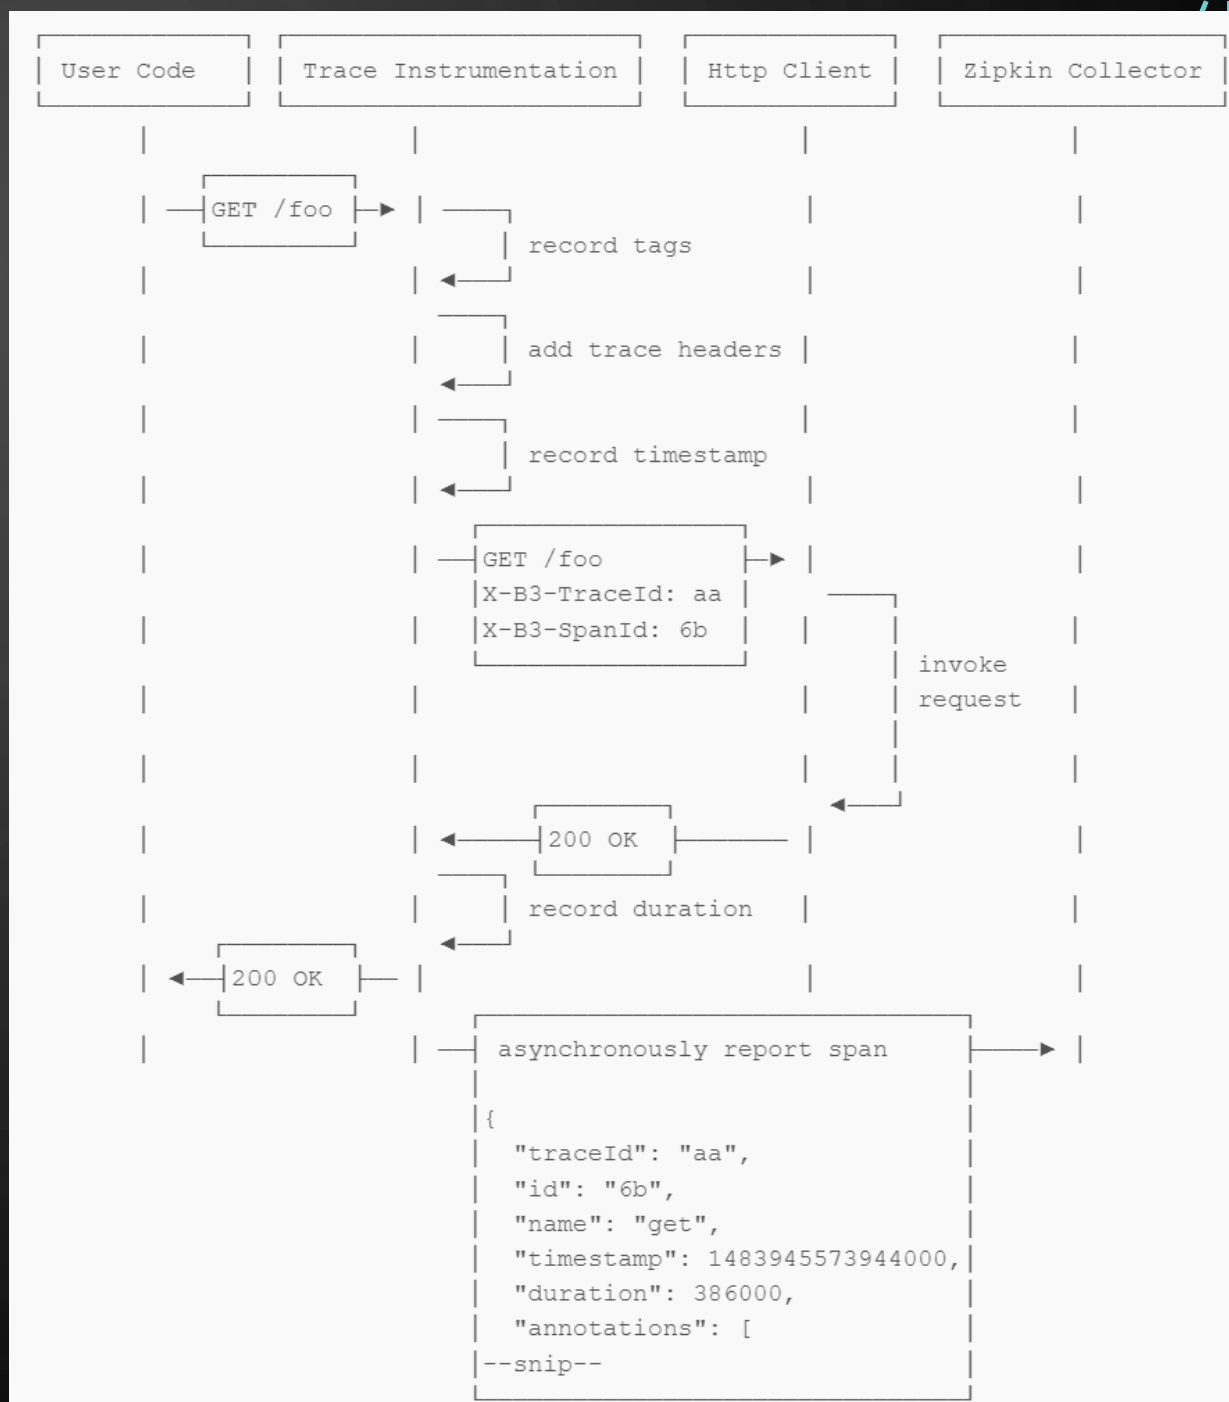 User Code
Trace Instrumentation
Http Client
Zipkin Collector
GET /foo
record tags
add trace headers
record timestamp
GET /foo
X-B3-TraceId: aa
X-B3-SpanId: 6b
invoke
request
200 OK
record duration
200 OK
asynchronously report span
{
"traceId": "aa",
"id": "6b",
"name": "get",
"timestamp": 1483945573944000,
"duration": 386000,
"annotations": [
--snip--